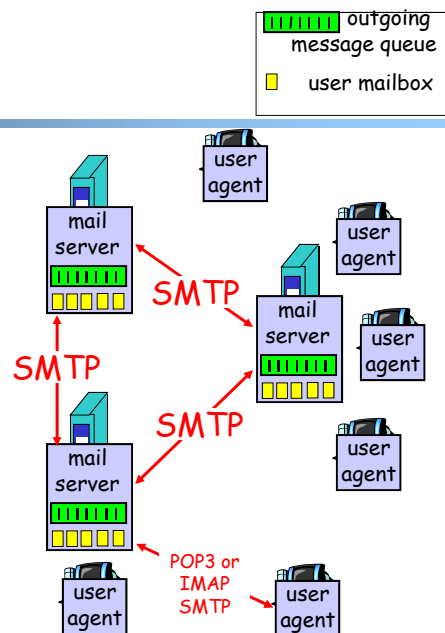 outgoing
message queue
user mailbox
user
agent
mail
server
user
agent
SMTP
mail
server
user
agent
SMTP
SMTP
user
agent
mail
server
POP3 or
IMAP
SMTP
user
agent
user
agent